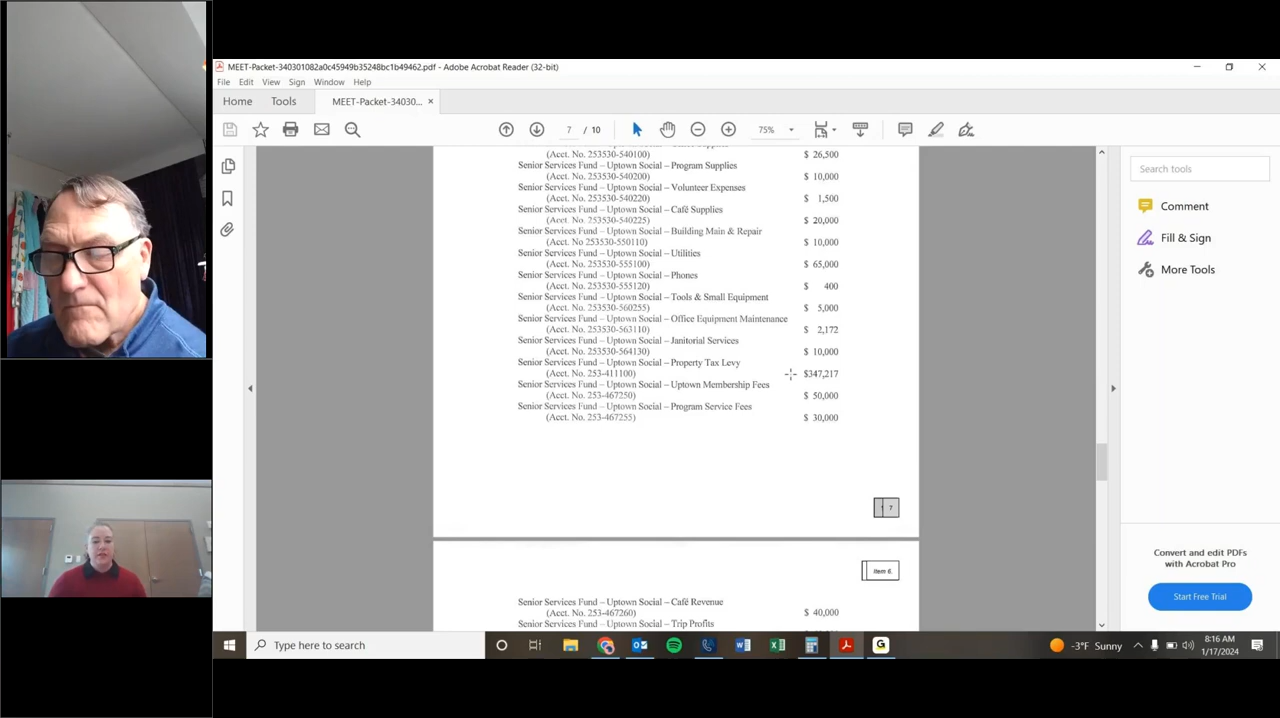 MEET-Packet-340301082a0c45949b35248bc1b49462.pdf - Adobe Acrobat Reader (32-bit)
File Edit View Sign Window Help
Home Tools MEET-Packet-34030... ×
7 / 10 75%
(Acct. No. 253530-540100) $ 26,500
Senior Services Fund – Uptown Social – Program Supplies
(Acct. No. 253530-540200) $ 10,000
Senior Services Fund – Uptown Social – Volunteer Expenses
(Acct. No. 253530-540220) $ 1,500
Senior Services Fund – Uptown Social – Café Supplies
(Acct. No. 253530-540225) $ 20,000
Senior Services Fund – Uptown Social – Building Main & Repair
(Acct. No 253530-550110) $ 10,000
Senior Services Fund – Uptown Social – Utilities
(Acct. No. 253530-555100) $ 65,000
Senior Services Fund – Uptown Social – Phones
(Acct. No. 253530-555120) $ 400
Senior Services Fund – Uptown Social – Tools & Small Equipment
(Acct. No. 253530-560255) $ 5,000
Senior Services Fund – Uptown Social – Office Equipment Maintenance
(Acct. No. 253530-563110) $ 2,172
Senior Services Fund – Uptown Social – Janitorial Services
(Acct. No. 253530-564130) $ 10,000
Senior Services Fund – Uptown Social – Property Tax Levy
(Acct. No. 253-411100) $347,217
Senior Services Fund – Uptown Social – Uptown Membership Fees
(Acct. No. 253-467250) $ 50,000
Senior Services Fund – Uptown Social – Program Service Fees
(Acct. No. 253-467255) $ 30,000
7
Item 6.
Senior Services Fund – Uptown Social – Café Revenue
(Acct. No. 253-467260) $ 40,000
Senior Services Fund – Uptown Social – Trip Profits
Search tools
Comment
Fill & Sign
More Tools
Convert and edit PDFs
with Acrobat Pro
Start Free Trial
Type here to search
-3°F Sunny
8:16 AM
1/17/2024